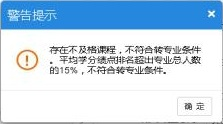 警告提示
存在不及格课程，不符合转专业条件
。平均学分绩点排名超出专业总人数
的15%，不符合转专业条件。
确 定